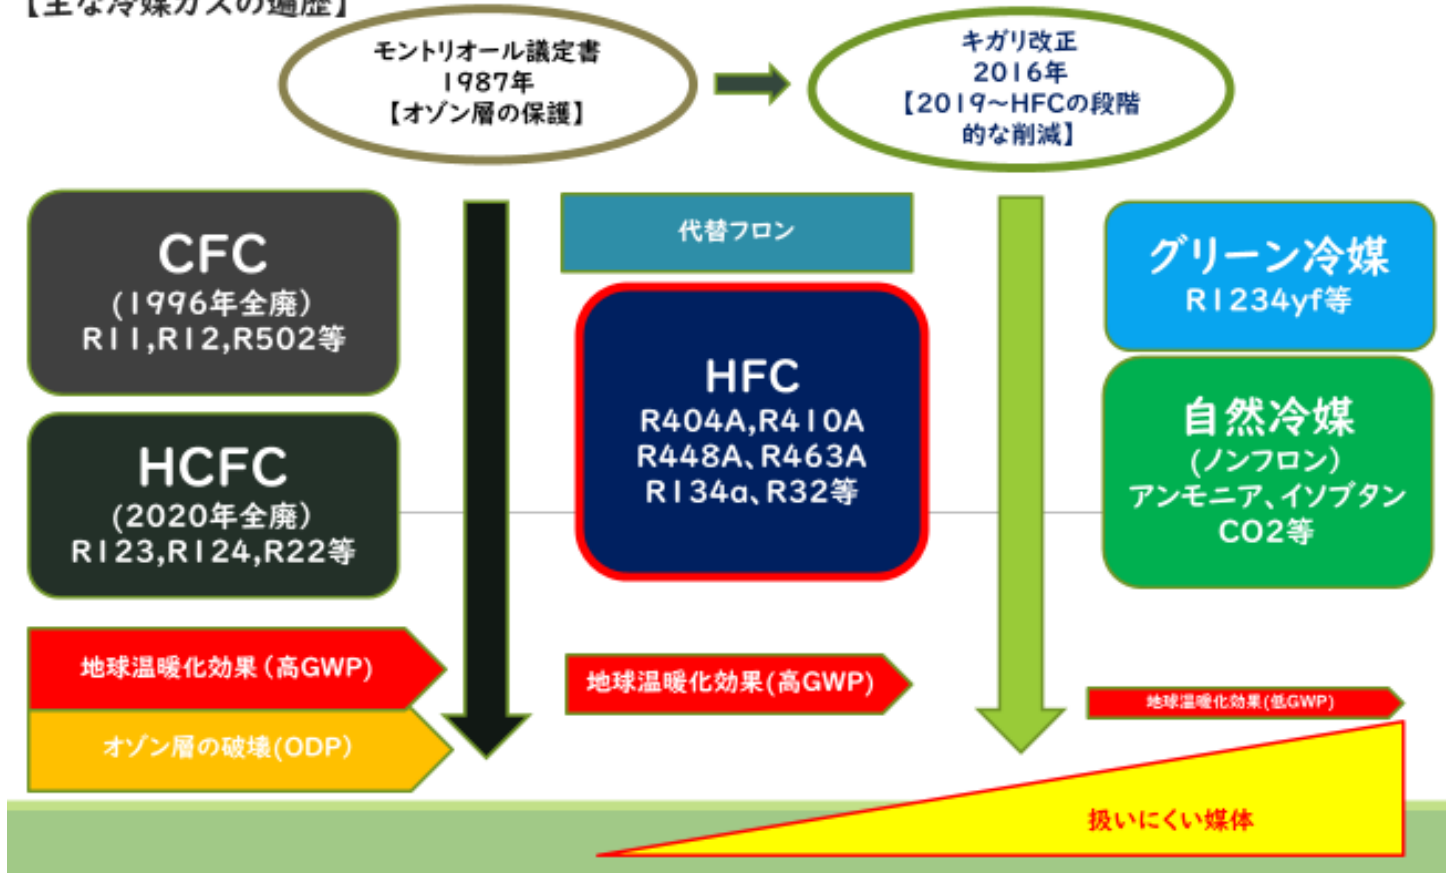 【主な冷媒ガスの遍歴】
モントリオール議定書
1987年
【オゾン層の保護】
キガリ改正
2016年
【2019～HFCの段階
的な削減】
CFC
(1996年全廃)
R11,R12,R502等
HCFC
(2020年全廃)
R123,R124,R22等
代替フロン
HFC
R404A,R410A
R448A、R463A
R134a、R32等
グリーン冷媒
R1234yf等
自然冷媒
(ノンフロン)
アンモニア、イソブタン
CO2等
地球温暖化効果(高GWP)
オゾン層の破壊(ODP)
地球温暖化効果(高GWP)
地球温暖化効果(低GWP)
扱いにくい媒体